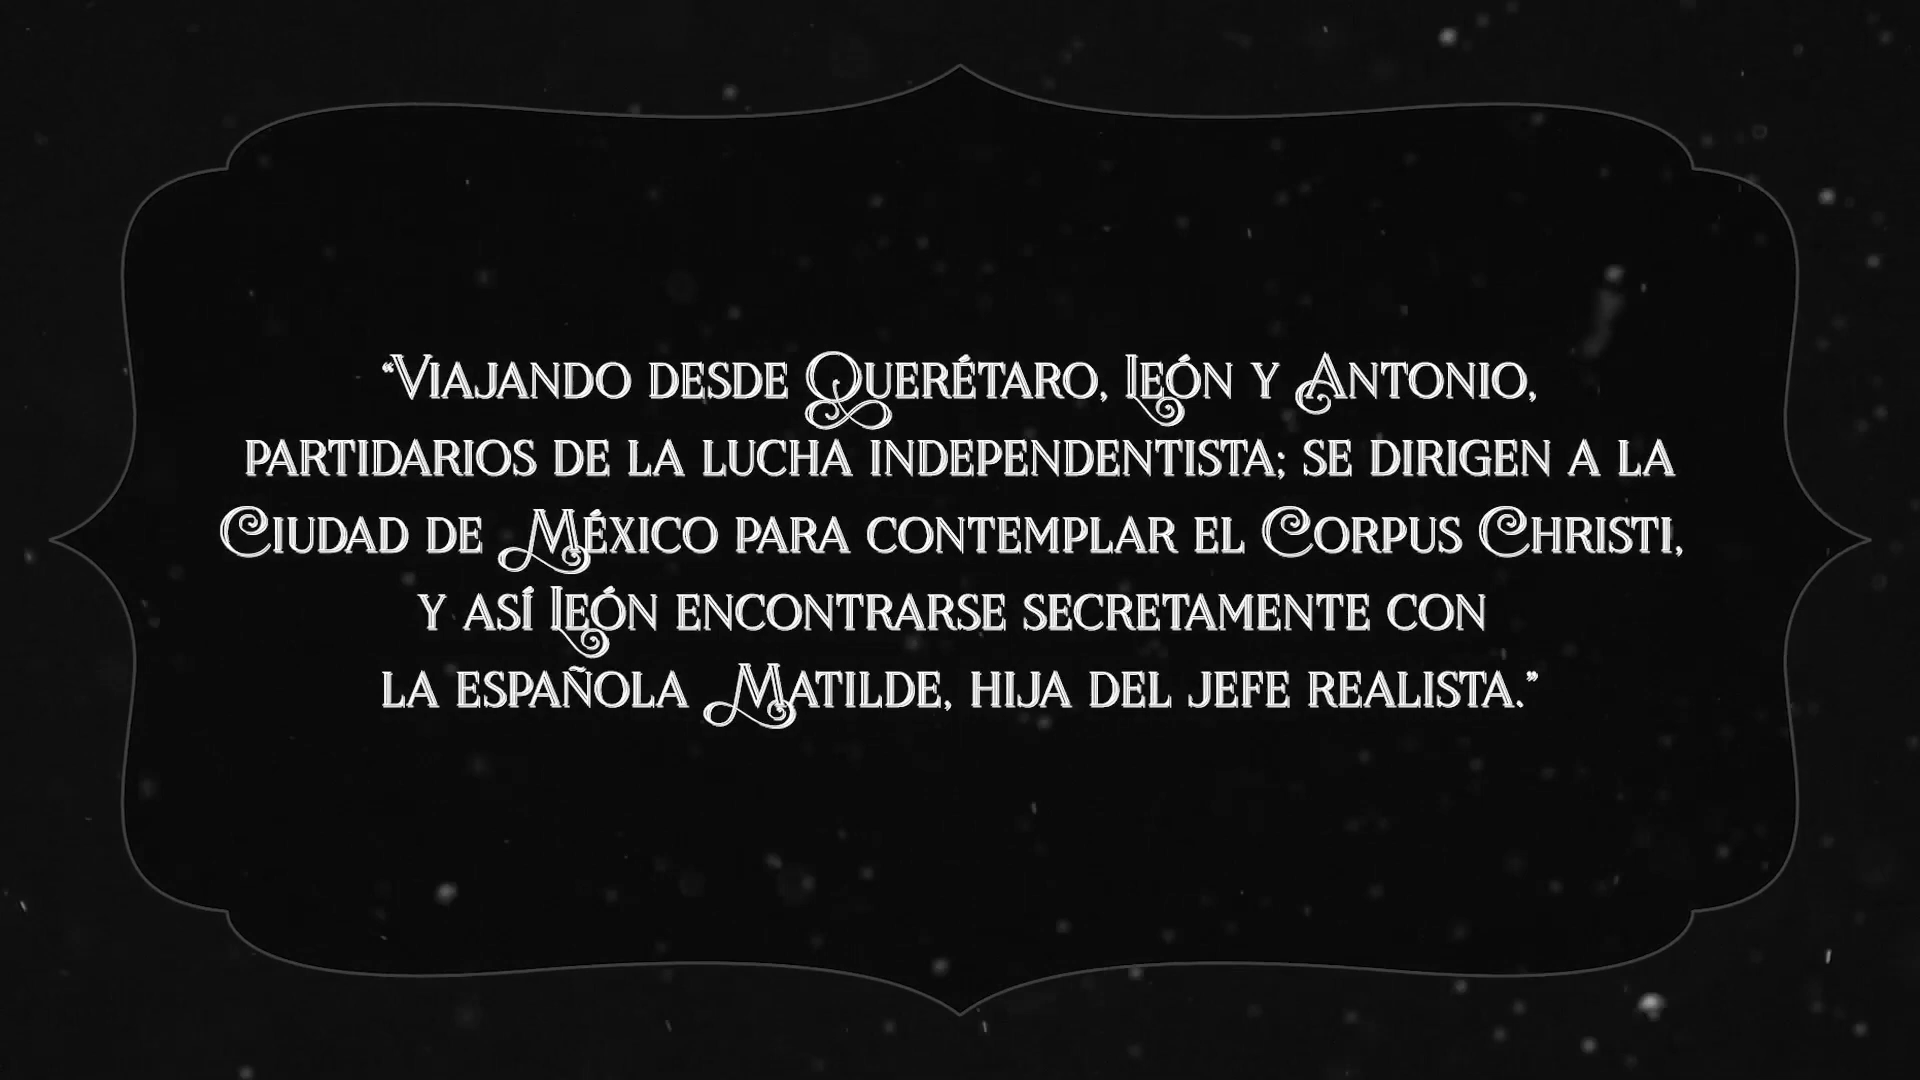 “Viajando desde Querétaro, León y Antonio,
partidarios de la lucha independentista; se dirigen a la
Ciudad de México para contemplar el Corpus Christi,
y así León encontrarse secretamente con
la española Matilde, hija del jefe realista.”